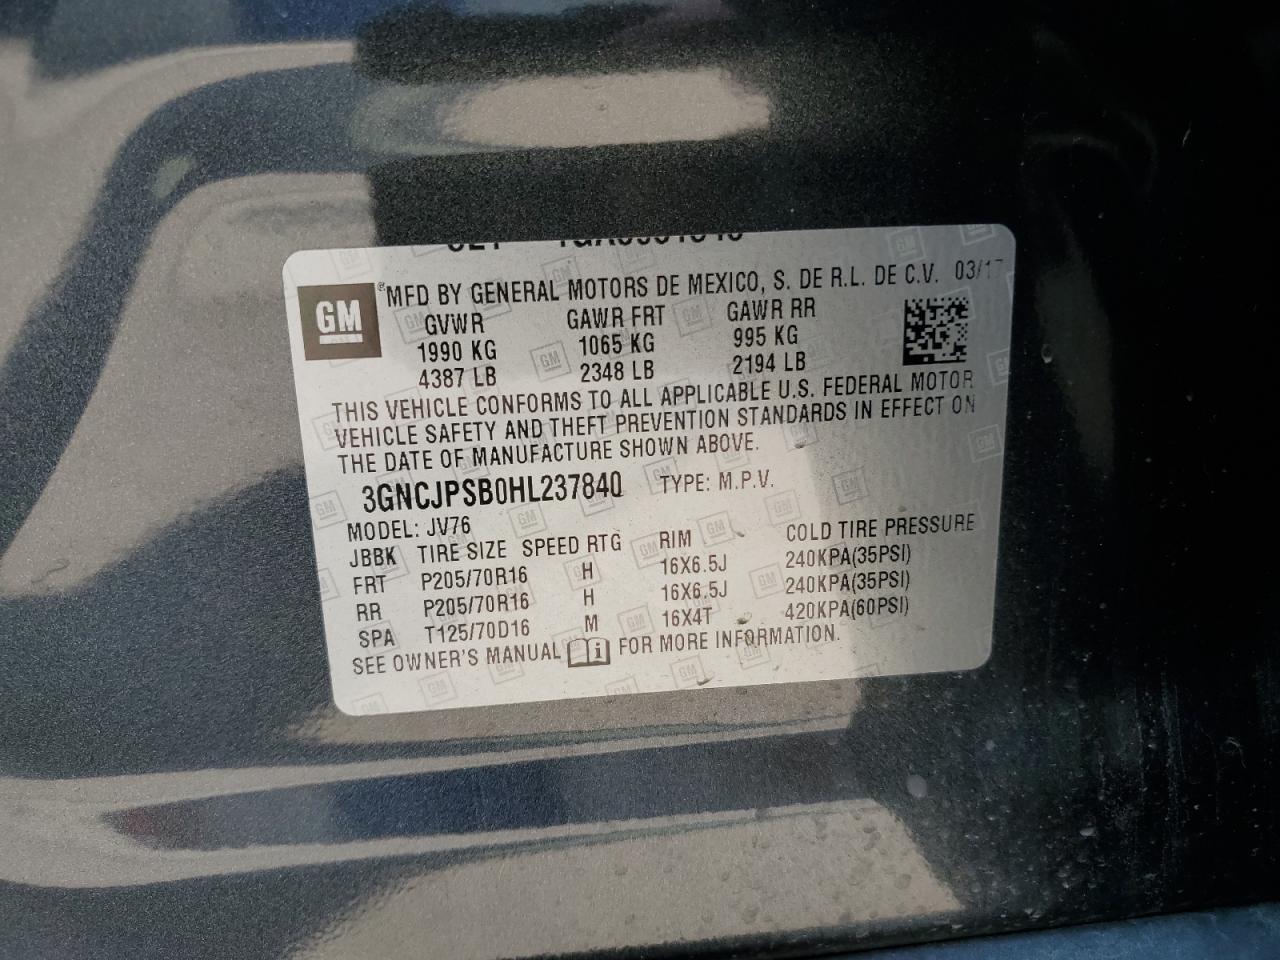 GM
®MFD BY GENERAL MOTORS DE MEXICO, S. DE R.L. DE C.V. 03/17
GVWR GAWR FRT GAWR RR
1990 KG 1065 KG 995 KG
4387 LB 2348 LB 2194 LB
THIS VEHICLE CONFORMS TO ALL APPLICABLE U.S. FEDERAL MOTOR
VEHICLE SAFETY AND THEFT PREVENTION STANDARDS IN EFFECT ON
THE DATE OF MANUFACTURE SHOWN ABOVE.
3GNCJPSB0HL237840 TYPE: M.P.V.
MODEL: JV76
JBBK TIRE SIZE SPEED RTG RIM COLD TIRE PRESSURE
FRT P205/70R16 H 16X6.5J 240KPA(35PSI)
RR P205/70R16 H 16X6.5J 240KPA(35PSI)
SPA T125/70D16 M 16X4T 420KPA(60PSI)
SEE OWNER'S MANUAL i FOR MORE INFORMATION.